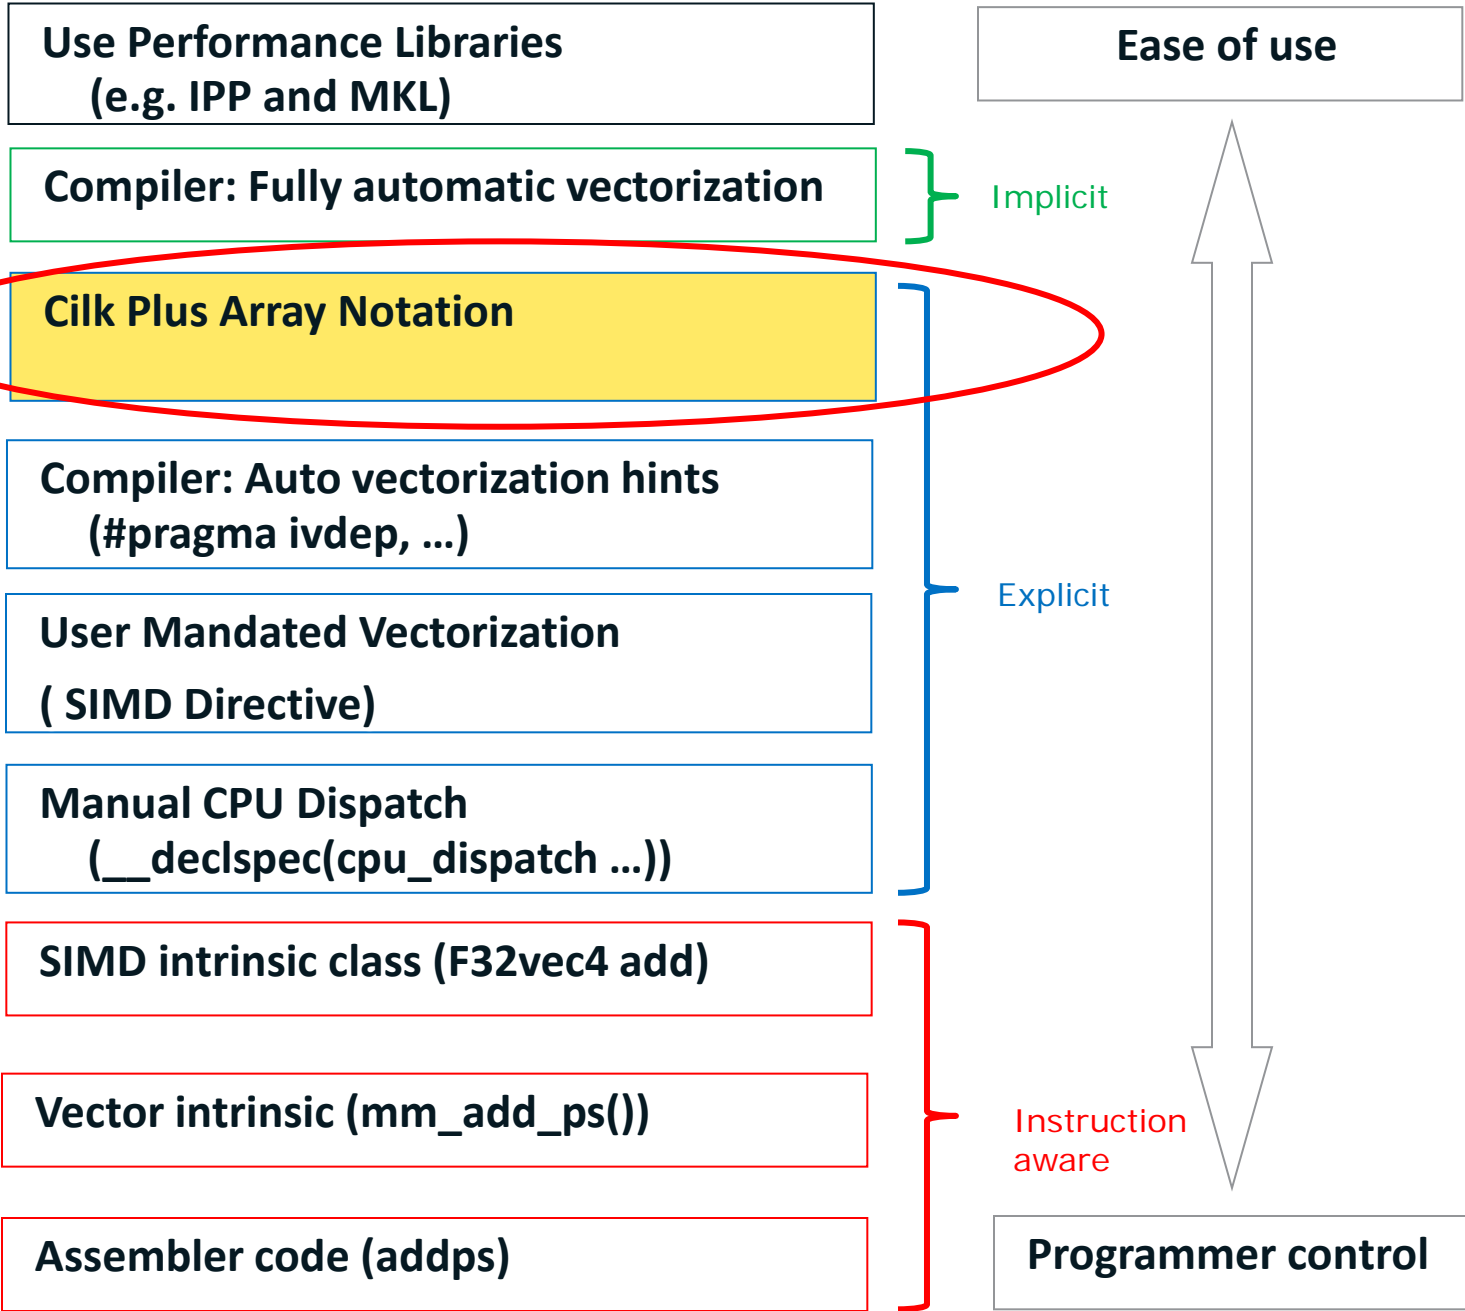 Use Performance Libraries
(e.g. IPP and MKL)
Ease of use
Compiler: Fully automatic vectorization
Implicit
Cilk Plus Array Notation
Compiler: Auto vectorization hints
(#pragma ivdep, ...)
Explicit
User Mandated Vectorization
( SIMD Directive)
Manual CPU Dispatch
(__declspec(cpu_dispatch ...))
SIMD intrinsic class (F32vec4 add)
Vector intrinsic (mm_add_ps())
Instruction
aware
Assembler code (addps)
Programmer control